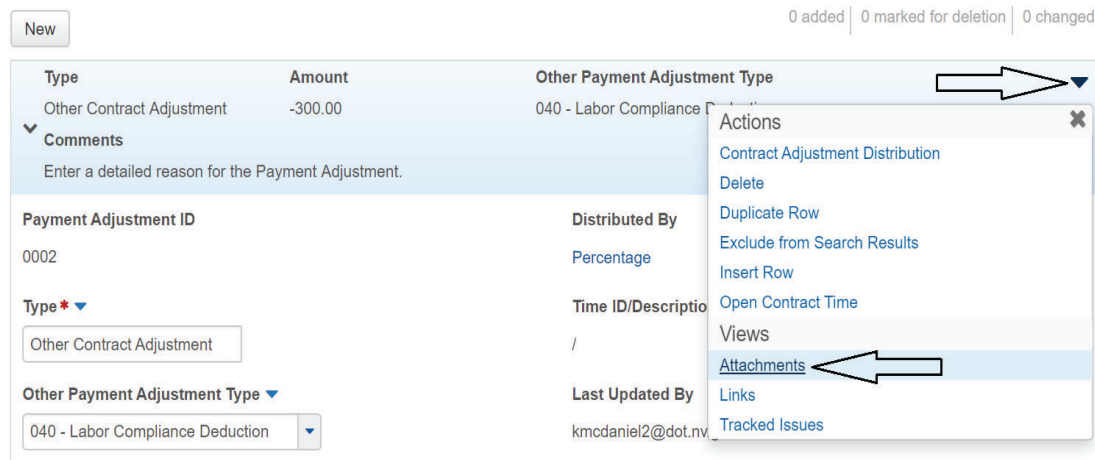 New
0 added 0 marked for deletion 0 changed
Type Amount Other Payment Adjustment Type
Other Contract Adjustment -300.00 040 - Labor Compliance
Comments
Enter a detailed reason for the Payment Adjustment.
Actions
Contract Adjustment Distribution
Delete
Duplicate Row
Exclude from Search Results
Insert Row
Open Contract Time
Views
Attachments
Links
Tracked Issues
Payment Adjustment ID Distributed By
0002 Percentage
Type* Time ID/Descriptio
Other Contract Adjustment /
Other Payment Adjustment Type Last Updated By
040 - Labor Compliance Deduction kmcdaniel2@dot.nv.